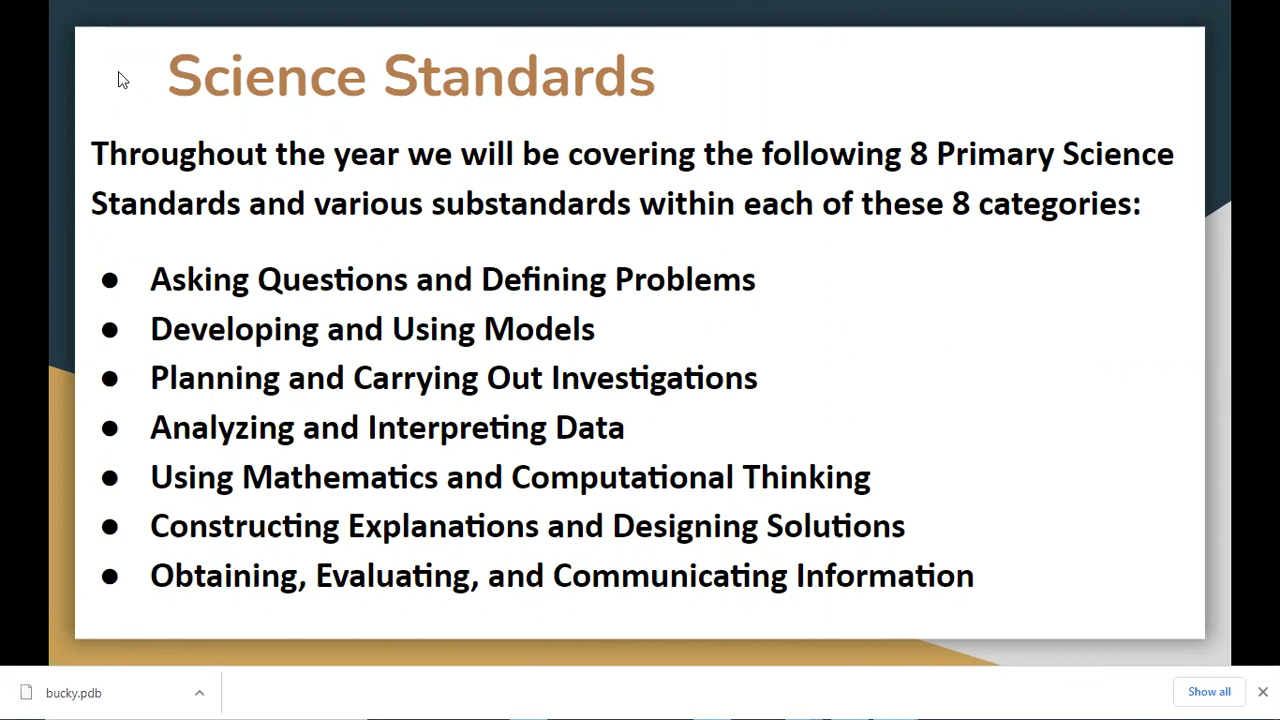 Science Standards
Throughout the year we will be covering the following 8 Primary Science
Standards and various substandards within each of these 8 categories:
● Asking Questions and Defining Problems
● Developing and Using Models
● Planning and Carrying Out Investigations
● Analyzing and Interpreting Data
● Using Mathematics and Computational Thinking
● Constructing Explanations and Designing Solutions
● Obtaining, Evaluating, and Communicating Information
bucky.pdb
Show all